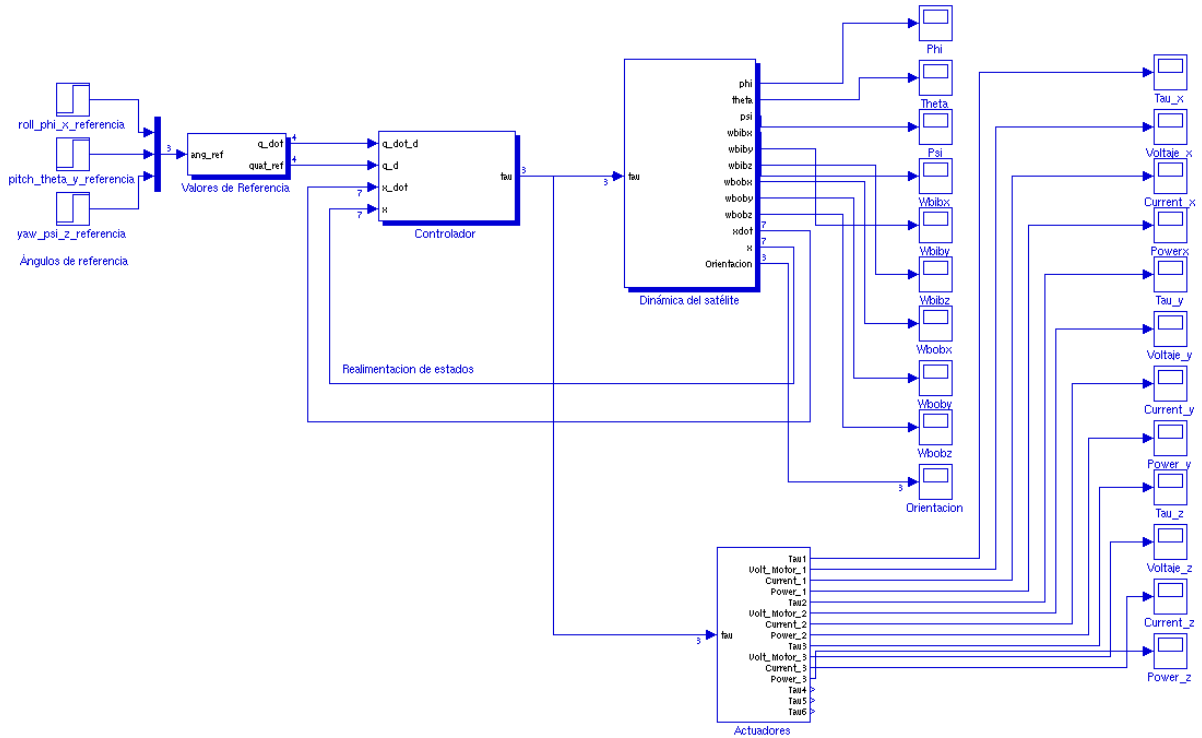 roll_phi_x_referencia
pitch_theta_y_referencia
yaw_psi_z_referencia
Ángulos de referencia
3
ang_ref
q_dot
quat_ref
Valores de Referencia
4
4
7
7
q_dot_d
q_d
x_dot
x
tau
Controlador
3
3
tau
phi
theta
psi
wbibx
wbiby
wbibz
wbobx
wboby
wbobz
xdot
x
Orientacion
7
7
3
Dinámica del satélite
Realimentacion de estados
Phi
Theta
Psi
Wbibx
Wbiby
Wbibz
Wbobx
Wboby
Wbobz
3
Orientacion
3
tau
Tau1
Volt_Motor_1
Current_1
Power_1
Tau2
Volt_Motor_2
Current_2
Power_2
Tau3
Volt_Motor_3
Current_3
Power_3
Tau4
Tau5
Tau6
Actuadores
Tau_x
Voltaje_x
Current_x
Powerx
Tau_y
Voltaje_y
Current_y
Power_y
Tau_z
Voltaje_z
Current_z
Power_z